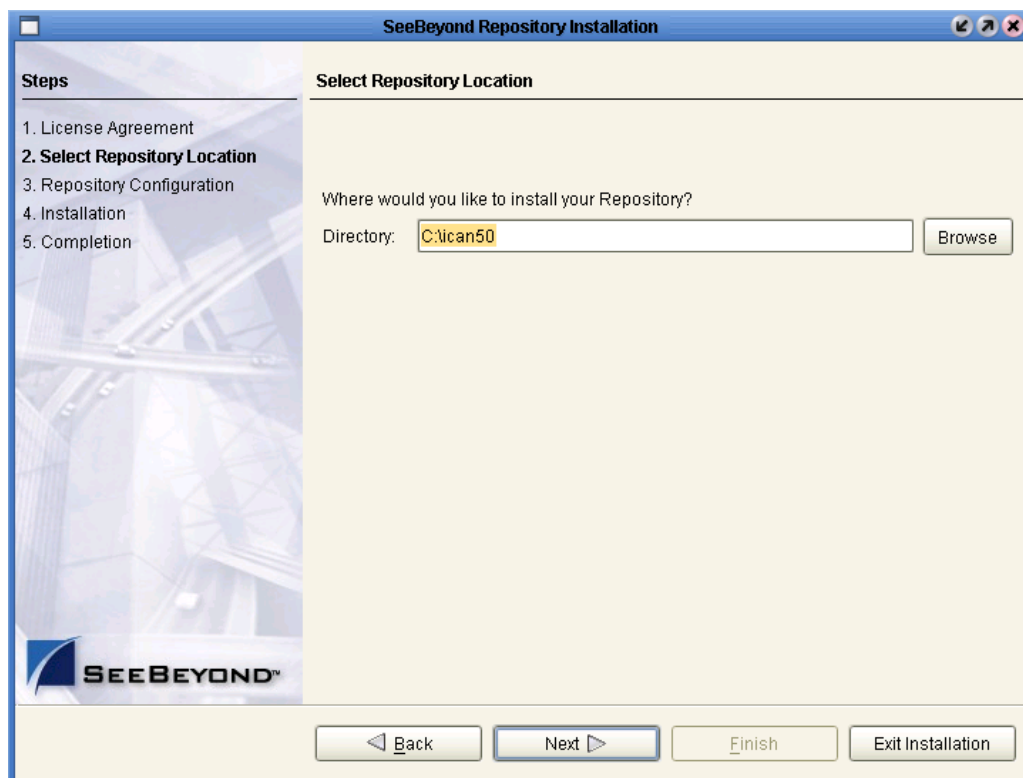 SeeBeyond Repository Installation
Steps
1. License Agreement
2. Select Repository Location
3. Repository Configuration
4. Installation
5. Completion
Select Repository Location
Where would you like to install your Repository?
Directory: C:\ican50 Browse
SEEBEYOND™
Back Next Finish Exit Installation